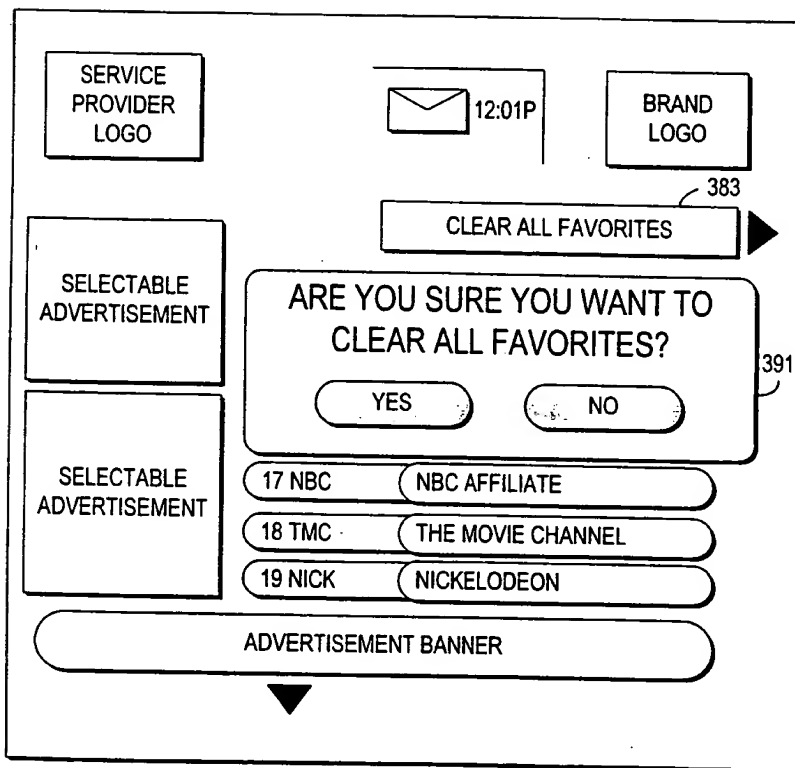 SERVICE
PROVIDER
LOGO
12:01P
BRAND
LOGO
383
CLEAR ALL FAVORITES
SELECTABLE
ADVERTISEMENT
ARE YOU SURE YOU WANT TO
CLEAR ALL FAVORITES?
391
YES NO
SELECTABLE
ADVERTISEMENT
17 NBC NBC AFFILIATE
18 TMC THE MOVIE CHANNEL
19 NICK NICKELODEON
ADVERTISEMENT BANNER